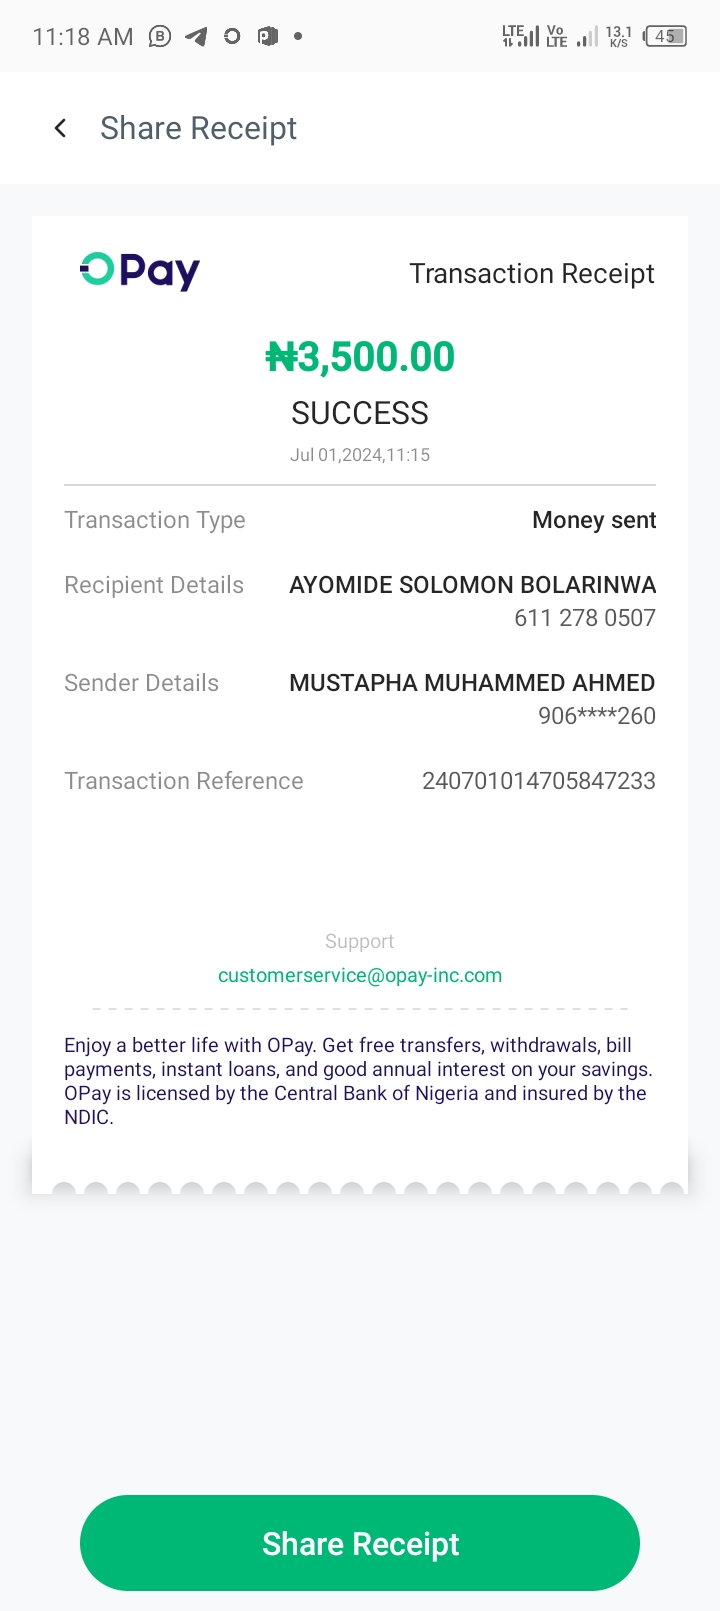 11:18 AM LTE Vo LTE 13.1 K/S 45
Share Receipt
OPay Transaction Receipt
₦3,500.00
SUCCESS
Jul 01,2024,11:15
Transaction Type Money sent
Recipient Details AYOMIDE SOLOMON BOLARINWA
611 278 0507
Sender Details MUSTAPHA MUHAMMED AHMED
906****260
Transaction Reference 240701014705847233
Support
customerservice@opay-inc.com
Enjoy a better life with OPay. Get free transfers, withdrawals, bill
payments, instant loans, and good annual interest on your savings.
OPay is licensed by the Central Bank of Nigeria and insured by the
NDIC.
Share Receipt